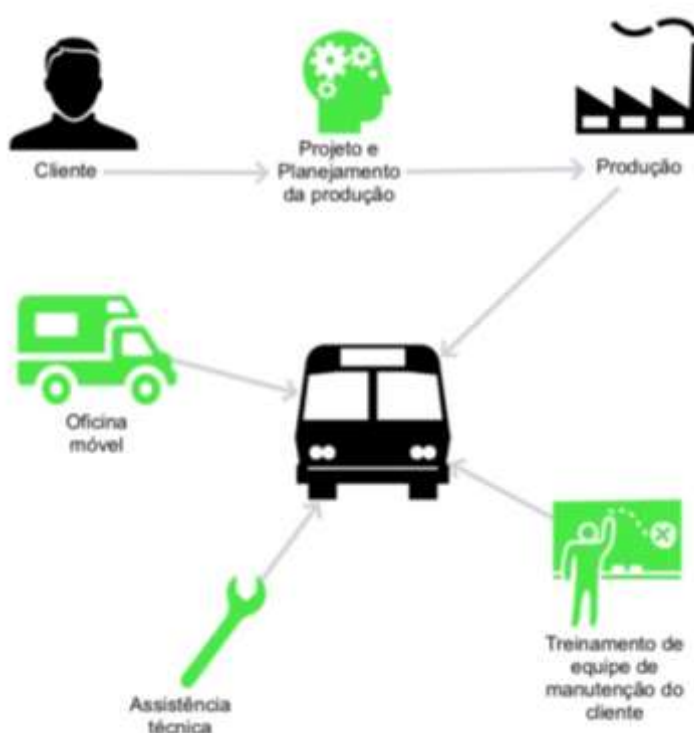 Cliente
Projeto e
Planejamento
da produção
Produção
Oficina
móvel
Treinamento de
equipe de
manutenção do
cliente
Assistência
técnica